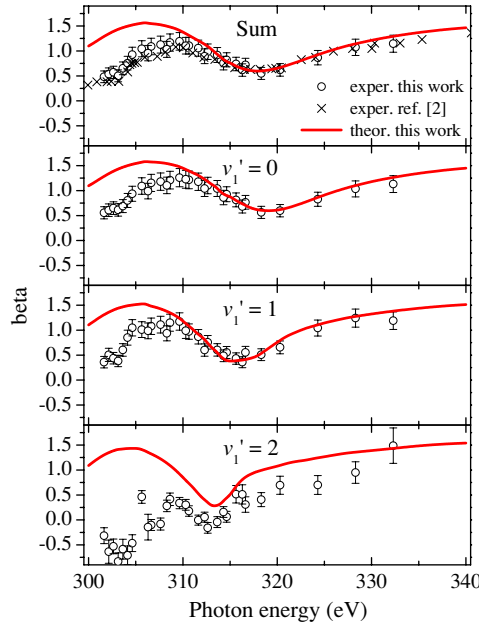 Sum
1.5
1.0
0.5
0.0
-0.5
exper. this work
exper. ref. [2]
theor. this work
v₁' = 0
1.5
1.0
0.5
0.0
-0.5
v₁' = 1
1.5
1.0
0.5
0.0
-0.5
v₁' = 2
1.5
1.0
0.5
0.0
-0.5
beta
300 310 320 330 340
Photon energy (eV)